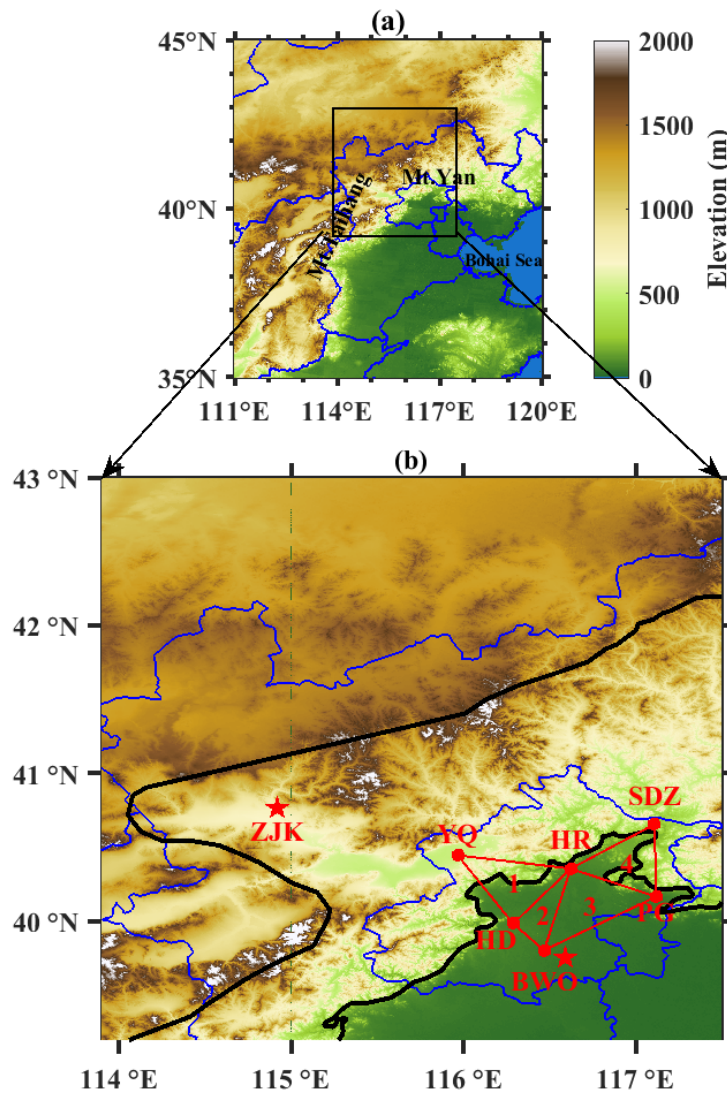 (a)
45°N
40°N
35°N
111°E 114°E 117°E 120°E
Mt.Yan
Mt.Taihang
Bohai Sea
2000
1500
1000
500
0
Elevation (m)
(b)
43 °N
42 °N
41 °N
40 °N
114 °E 115 °E 116 °E 117 °E
ZJK
YQ
HR
SDZ
HD
BWO
PG
1
2
3
4